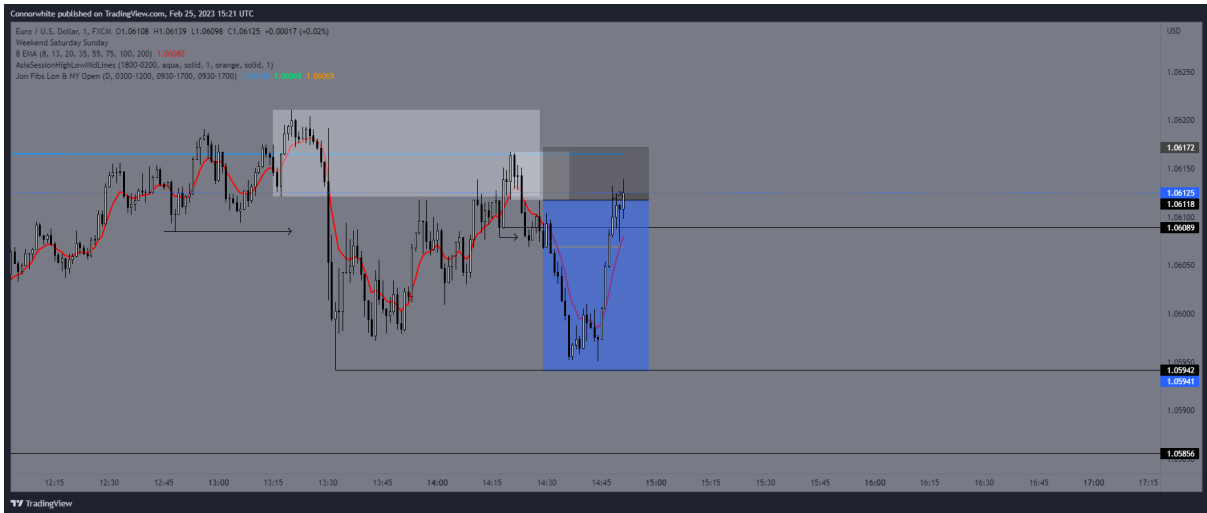 Connorwhite published on TradingView.com, Feb 25, 2023 15:21 UTC
Euro / U.S. Dollar, 1, FXCM O1.06108 H1.06139 L1.06098 C1.06125 +0.00017 (+0.02%)
Weekend Saturday Sunday
8 EMA (8, 13, 20, 35, 55, 75, 100, 200) 1.06080
AsiaSessionHighLowMidLines (1800-0200, aqua, solid, 1, orange, solid, 1)
Jon Fibs Lon & NY Open (D, 0300-1200, 0930-1700, 0930-1700) 1.06069 1.06069
USD
1.06250
1.06200
1.06172
1.06150
1.06125
1.06118
1.06100
1.06089
1.06050
1.06000
1.05950
1.05942
1.05941
1.05900
1.05856
12:15 12:30 12:45 13:00 13:15 13:30 13:45 14:00 14:15 14:30 14:45 15:00 15:15 15:30 15:45 16:00 16:15 16:30 16:45 17:00 17:15
TradingView